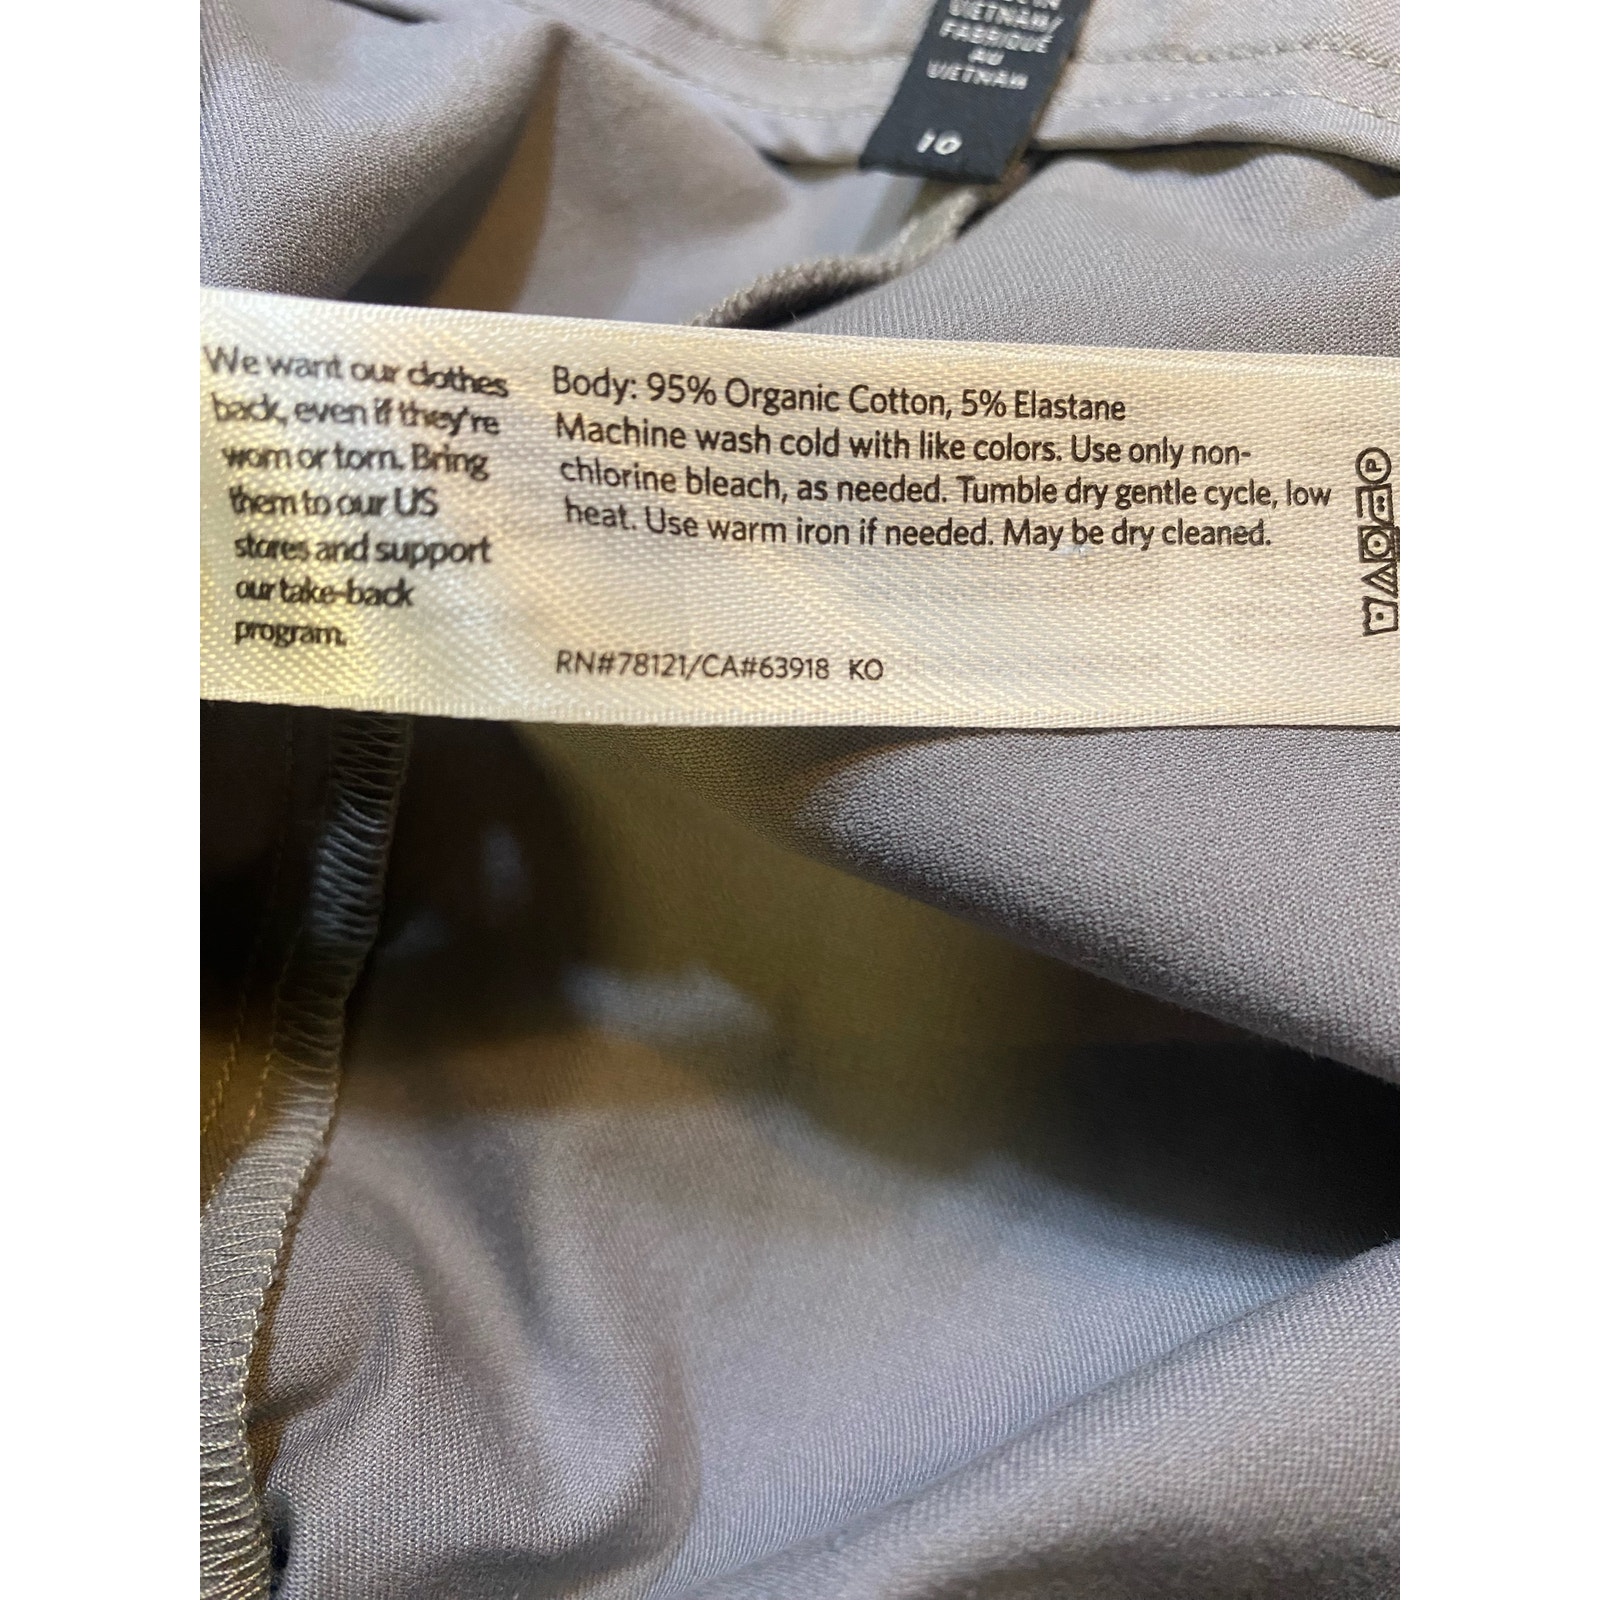 VIETNAM/
FABRIQUÉ
AU
VIETNAM
10
We want our clothes
back, even if they're
worn or torn. Bring
them to our US
stores and support
our take-back
program.
Body: 95% Organic Cotton, 5% Elastane
Machine wash cold with like colors. Use only non-
chlorine bleach, as needed. Tumble dry gentle cycle, low
heat. Use warm iron if needed. May be dry cleaned.
RN#78121/CA#63918 KO
P